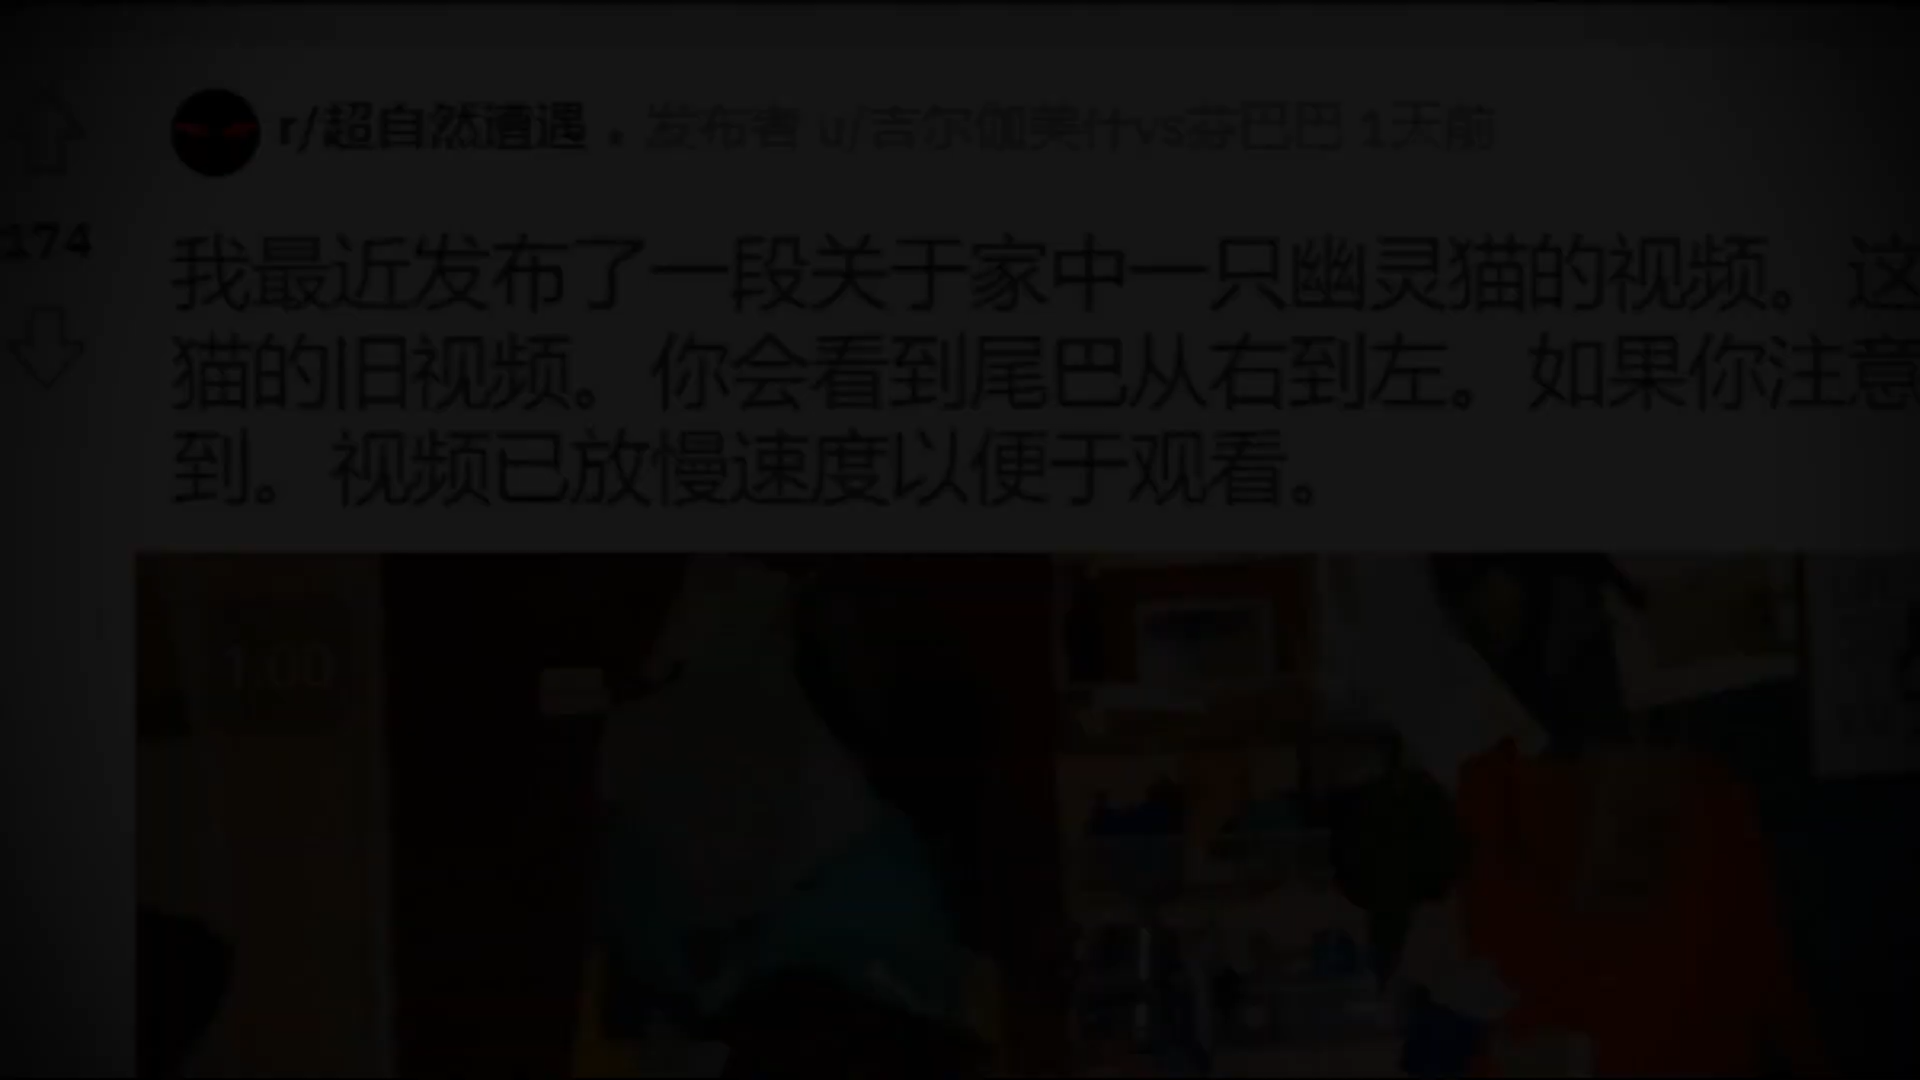 r/超自然遭遇 · 发布者 u/吉尔伽美什vs芬巴巴 1天前
174
我最近发布了一段关于家中一只幽灵猫的视频。这
猫的旧视频。你会看到尾巴从右到左。如果你注意
到。视频已放慢速度以便于观看。
1.00